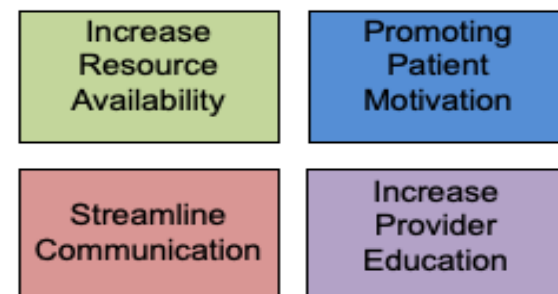 Increase
Resource
Availability
Promoting
Patient
Motivation
Streamline
Communication
Increase
Provider
Education